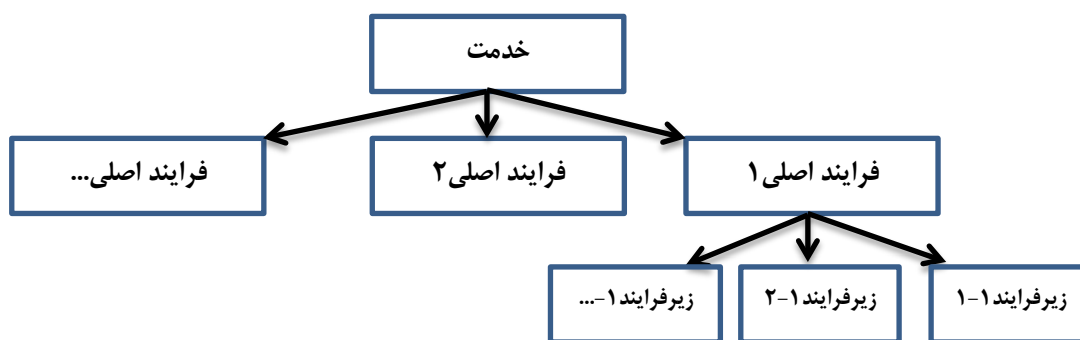 خدمت
فرایند اصلی۱
فرایند اصلی۲
فرایند اصلی...
زیرفرایند۱-۱
زیرفرایند۱-۲
زیرفرایند۱-...